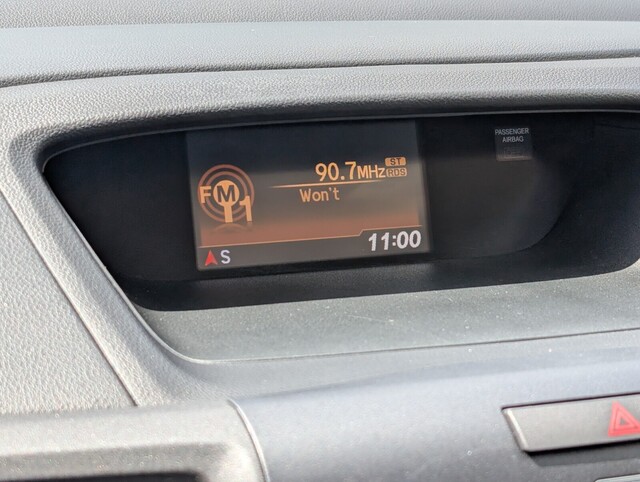 90.7MHz ST
RDS
FM1
Won't
11:00
S
PASSENGER
AIRBAG